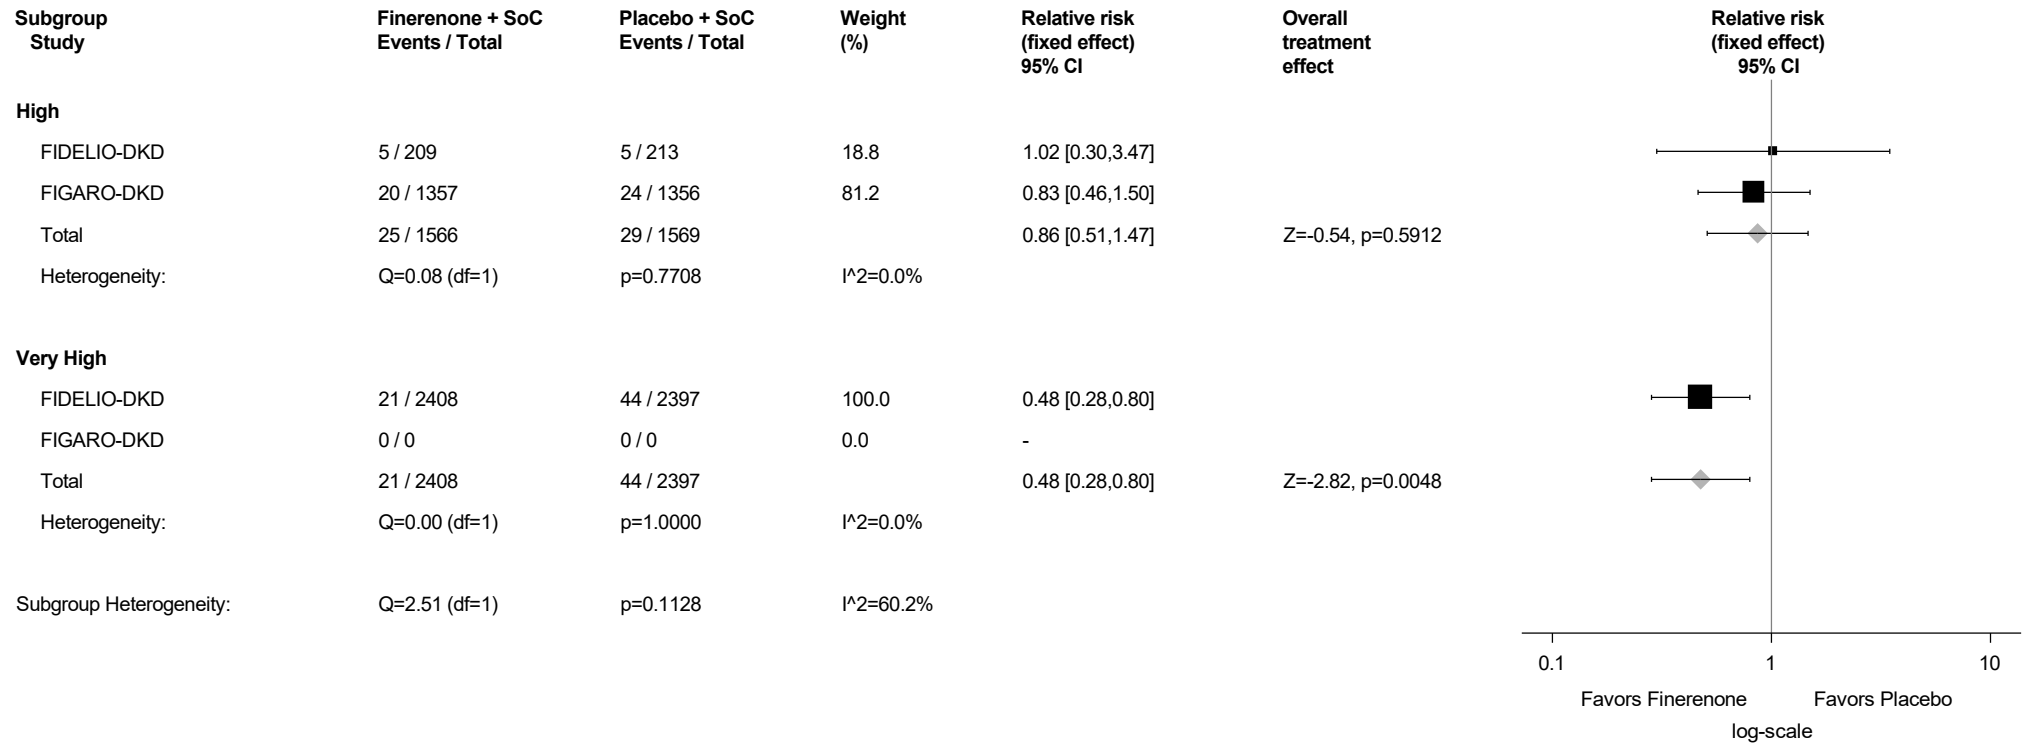 Subgroup Finerenone + SoC Placebo + SoC Weight Relative risk Overall Relative risk
Study Events / Total Events / Total (%) (fixed effect) treatment (fixed effect)
95% CI effect 95% CI
High
FIDELIO-DKD 5 / 209 5 / 213 18.8 1.02 [0.30,3.47]
FIGARO-DKD 20 / 1357 24 / 1356 81.2 0.83 [0.46,1.50]
Total 25 / 1566 29 / 1569 0.86 [0.51,1.47] Z=-0.54, p=0.5912
Heterogeneity: Q=0.08 (df=1) p=0.7708 I^2=0.0%
Very High
FIDELIO-DKD 21 / 2408 44 / 2397 100.0 0.48 [0.28,0.80]
FIGARO-DKD 0 / 0 0 / 0 0.0 -
Total 21 / 2408 44 / 2397 0.48 [0.28,0.80] Z=-2.82, p=0.0048
Heterogeneity: Q=0.00 (df=1) p=1.0000 I^2=0.0%
Subgroup Heterogeneity: Q=2.51 (df=1) p=0.1128 I^2=60.2%
0.1 1 10
Favors Finerenone Favors Placebo
log-scale